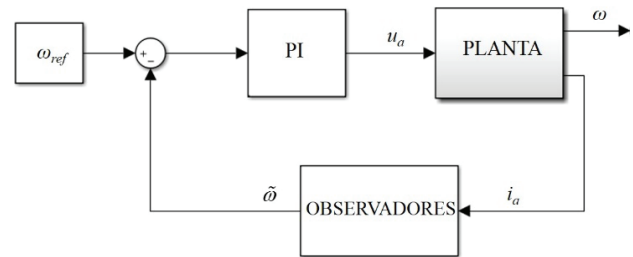 ω
u_a
ω_ref
+
−
PI
PLANTA
ω̃
OBSERVADORES
i_a